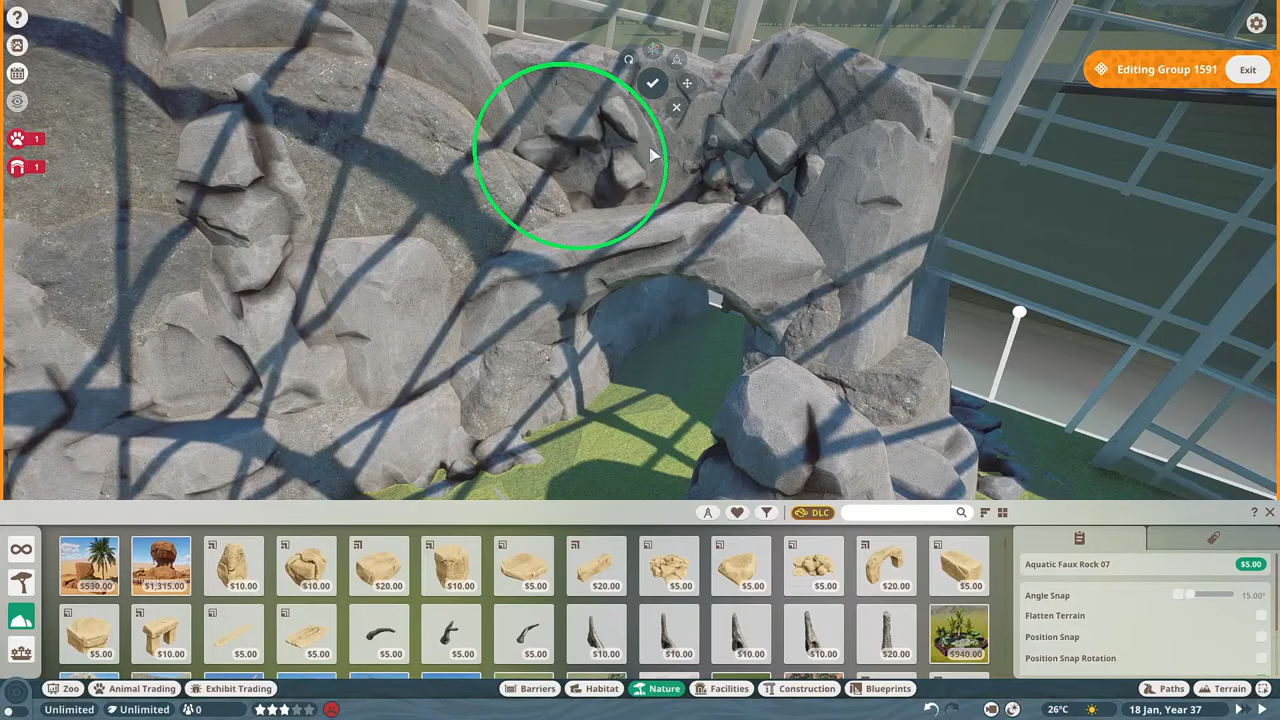 ?
Editing Group 1591
Exit
1
1
DLC
? ×
$530.00 $1,315.00 $10.00 $10.00 $20.00 $10.00 $5.00 $20.00 $5.00 $5.00 $5.00 $20.00 $5.00
Aquatic Faux Rock 07 $5.00
Angle Snap 15.00°
Flatten Terrain
Position Snap
Position Snap Rotation
$5.00 $10.00 $5.00 $5.00 $5.00 $5.00 $5.00 $10.00 $10.00 $10.00 $10.00 $20.00 $940.00
Zoo Animal Trading Exhibit Trading Barriers Habitat Nature Facilities Construction Blueprints Paths Terrain
Unlimited Unlimited 0 26°C 18 Jan, Year 37